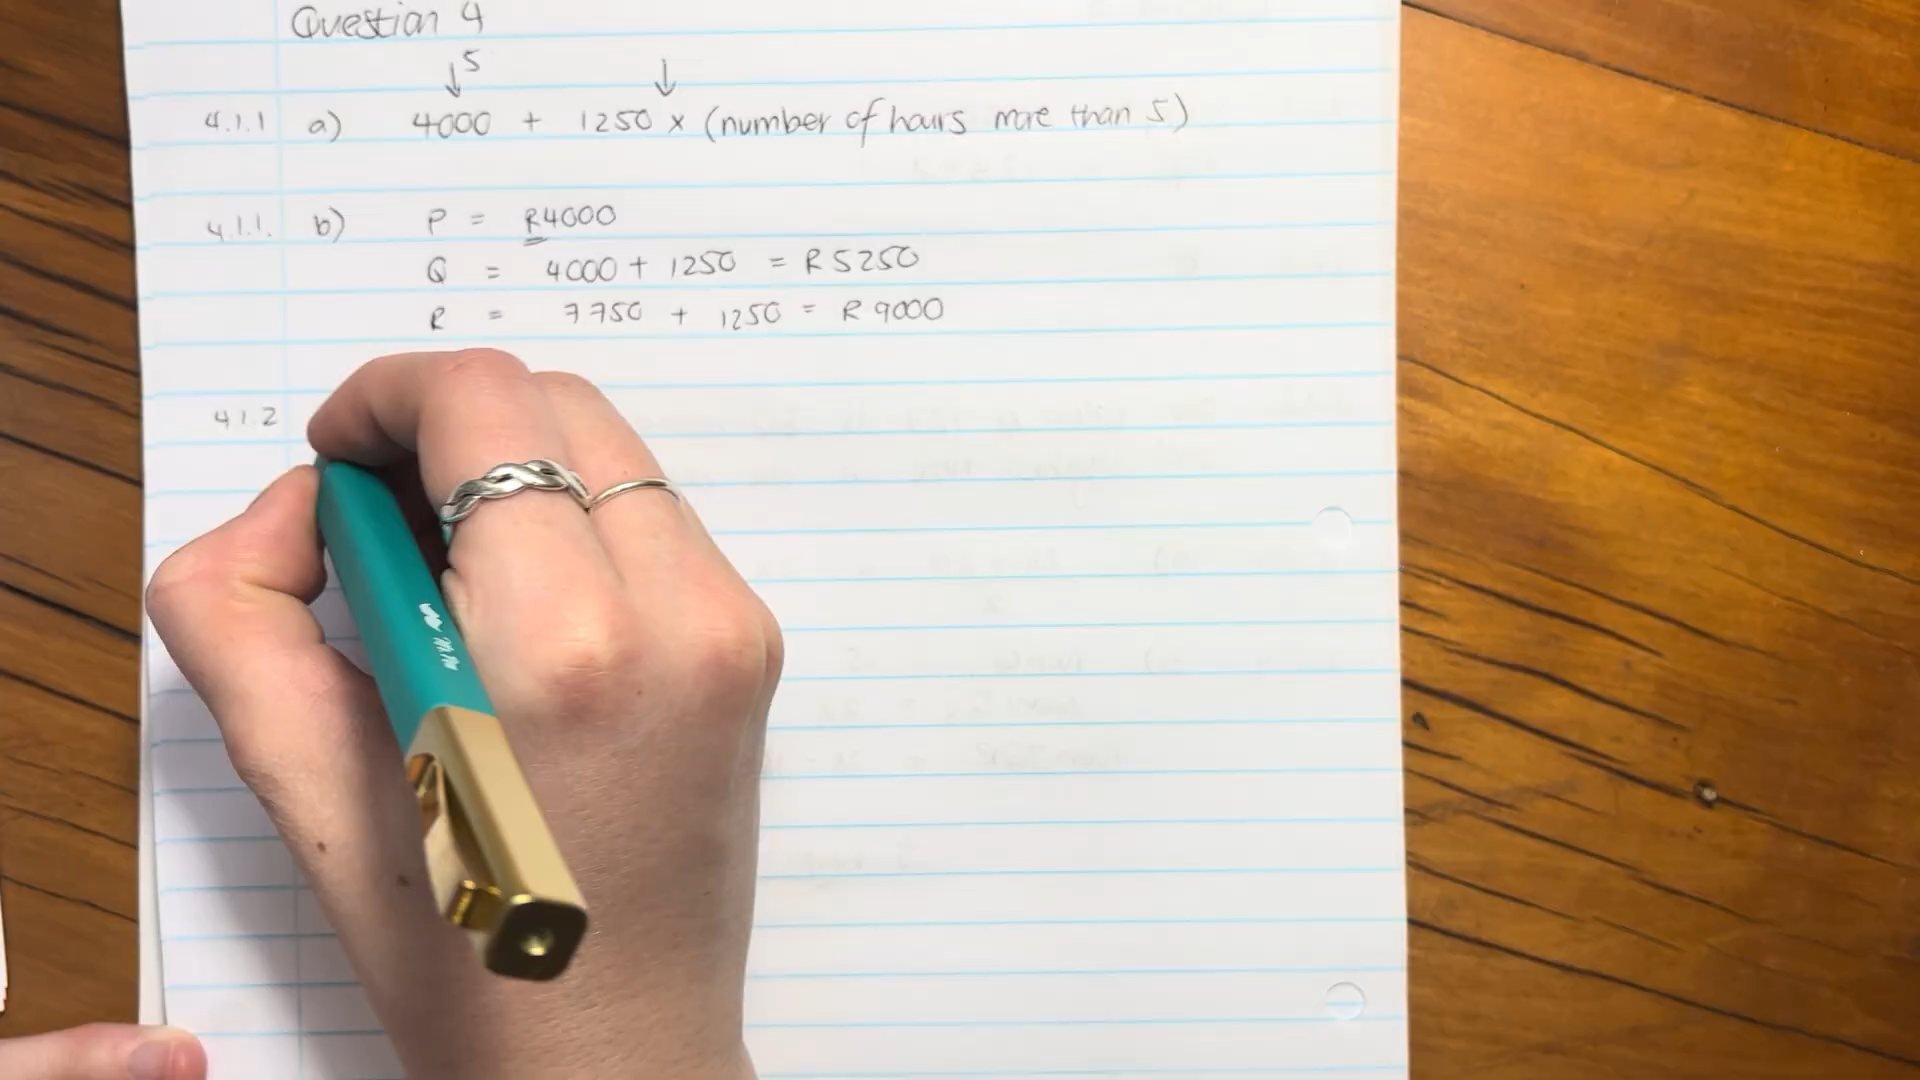 Question 4
5
4.1.1 a) 4000 + 1250 x (number of hours more than 5)
4.1.1. b) P = R4000
Q = 4000 + 1250 = R5250
R = 7750 + 1250 = R9000
4.1.2